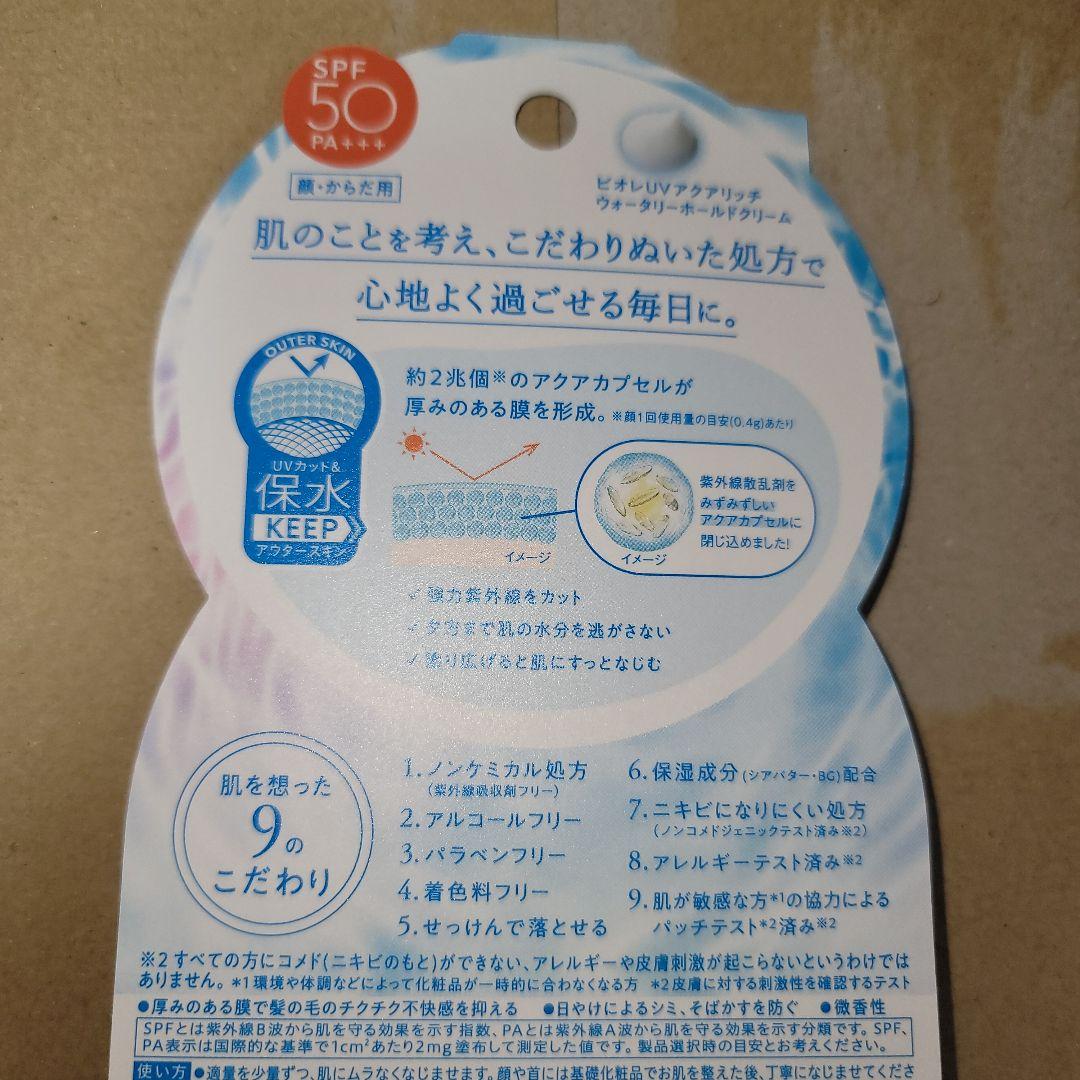 SPF
50
PA+++
顔・からだ用
ビオレUVアクアリッチ
ウォータリーホールドクリーム
肌のことを考え、こだわりぬいた処方で
心地よく過ごせる毎日に。
OUTER SKIN
UVカット&
保水
KEEP
アウタースキン
約2兆個※のアクアカプセルが
厚みのある膜を形成。※顔1回使用量の目安(0.4g)あたり
イメージ
イメージ
紫外線散乱剤を
みずみずしい
アクアカプセルに
閉じ込めました!
✓強力紫外線をカット
✓夕方まで肌の水分を逃がさない
✓塗り広げると肌にすっとなじむ
肌を想った
9の
こだわり
1.ノンケミカル処方
(紫外線吸収剤フリー)
2.アルコールフリー
3.パラベンフリー
4.着色料フリー
5.せっけんで落とせる
6.保湿成分(シアバター・BG)配合
7.ニキビになりにくい処方
(ノンコメドジェニックテスト済み※2)
8.アレルギーテスト済み※2
9.肌が敏感な方*1の協力による
パッチテスト*2済み※2
※2 すべての方にコメド(ニキビのもと)ができない、アレルギーや皮膚刺激が起こらないというわけでは
ありません。*1環境や体調などによって化粧品が一時的に合わなくなる方 *2皮膚に対する刺激性を確認するテスト
●厚みのある膜で髪の毛のチクチク不快感を抑える ●日やけによるシミ、そばかすを防ぐ ●微香性
SPFとは紫外線B波から肌を守る効果を示す指数、PAとは紫外線A波から肌を守る効果を示す分類です。SPF、
PA表示は国際的な基準で1cm²あたり2mg塗布して測定した値です。製品選択時の目安とお考えください。
使い方 ●適量を少量ずつ、肌にムラなくなじませます。顔や首には基礎化粧品でお肌を整えた後、丁寧になじませてくださ